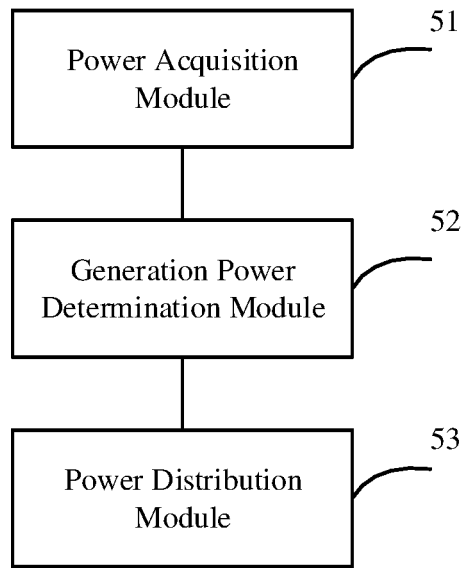 51
Power Acquisition
Module
52
Generation Power
Determination Module
53
Power Distribution
Module